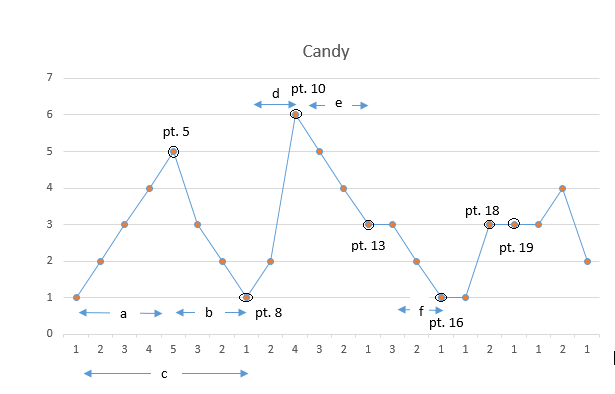 Candy
7
pt. 10
d
e
6
pt. 5
5
4
pt. 18
3
pt. 13
pt. 19
2
a
b
pt. 8
f
1
pt. 16
0
1 2 3 4 5 3 2 1 2 4 3 2 1 3 2 1 1 2 1 1 2 1
c